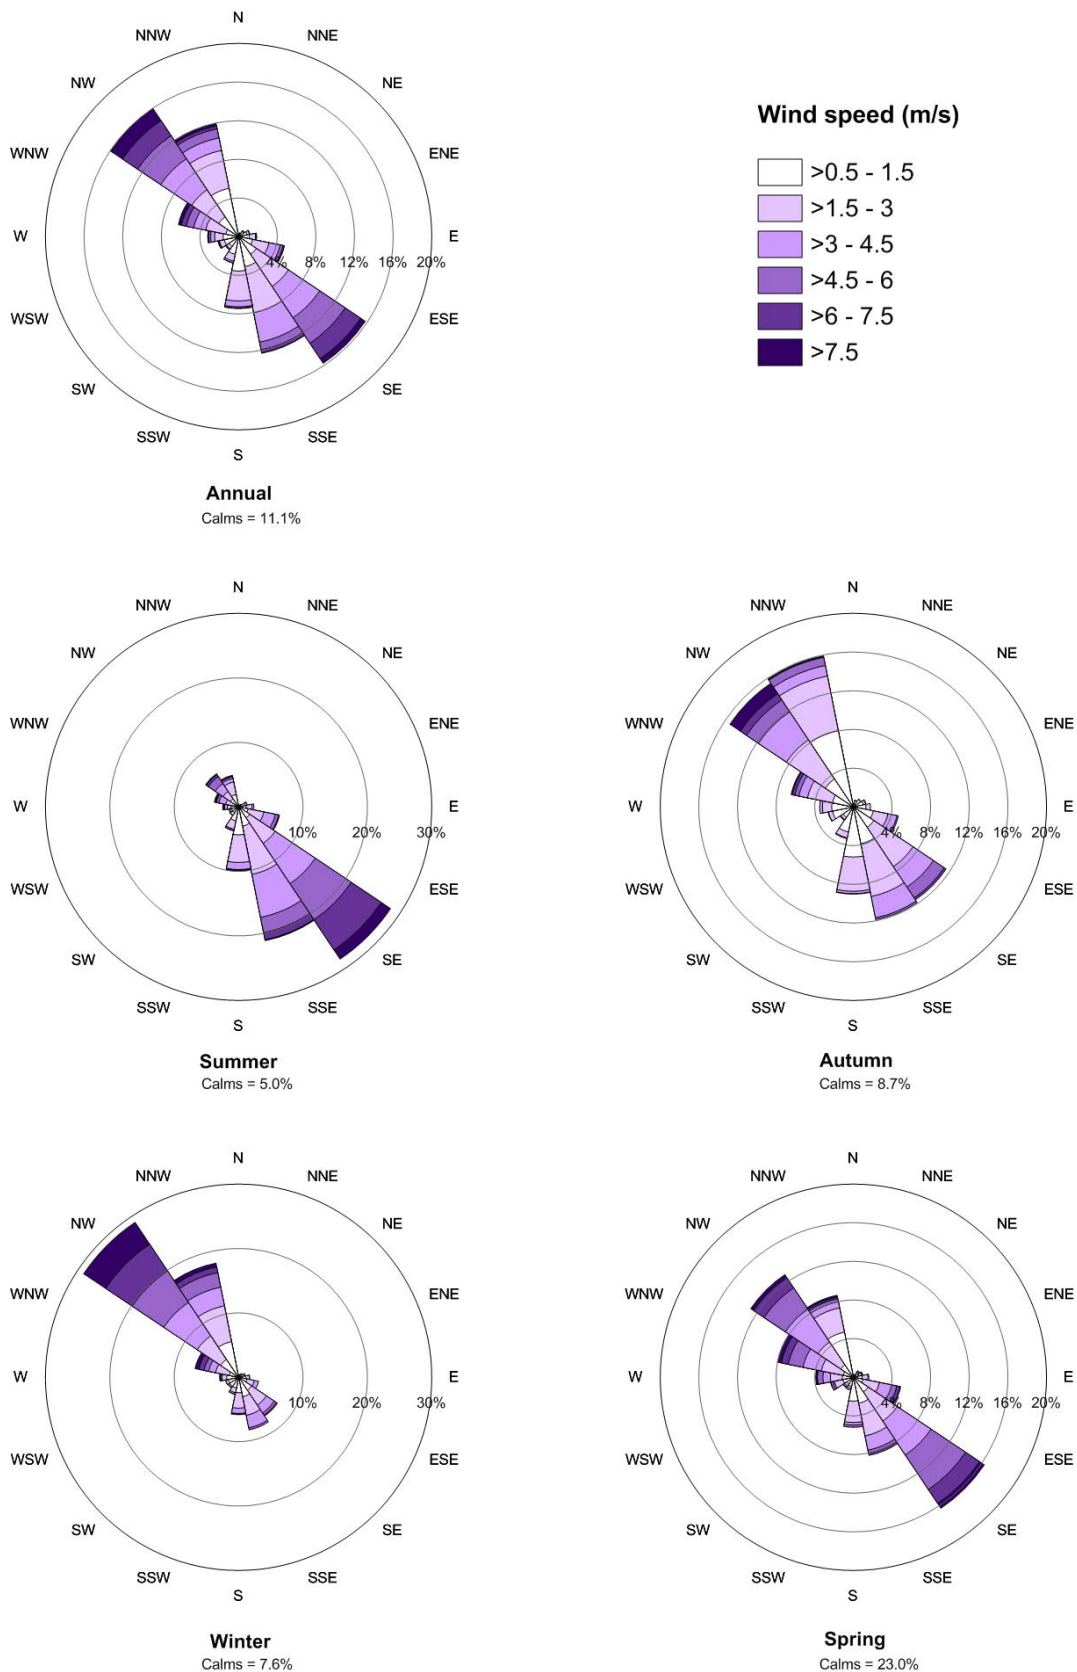 N
NNW
NNE
NW
NE
WNW
ENE
W
E
4%
8%
12%
16%
20%
WSW
ESE
SW
SE
SSW
SSE
S
Annual
Calms = 11.1%
Wind speed (m/s)
>0.5 - 1.5
>1.5 - 3
>3 - 4.5
>4.5 - 6
>6 - 7.5
>7.5
N
NNW
NNE
NW
NE
WNW
ENE
W
E
10%
20%
30%
WSW
ESE
SW
SE
SSW
SSE
S
Summer
Calms = 5.0%
N
NNW
NNE
NW
NE
WNW
ENE
W
E
4%
8%
12%
16%
20%
WSW
ESE
SW
SE
SSW
SSE
S
Autumn
Calms = 8.7%
N
NNW
NNE
NW
NE
WNW
ENE
W
E
10%
20%
30%
WSW
ESE
SW
SE
SSW
SSE
S
Winter
Calms = 7.6%
N
NNW
NNE
NW
NE
WNW
ENE
W
E
4%
8%
12%
16%
20%
WSW
ESE
SW
SE
SSW
SSE
S
Spring
Calms = 23.0%